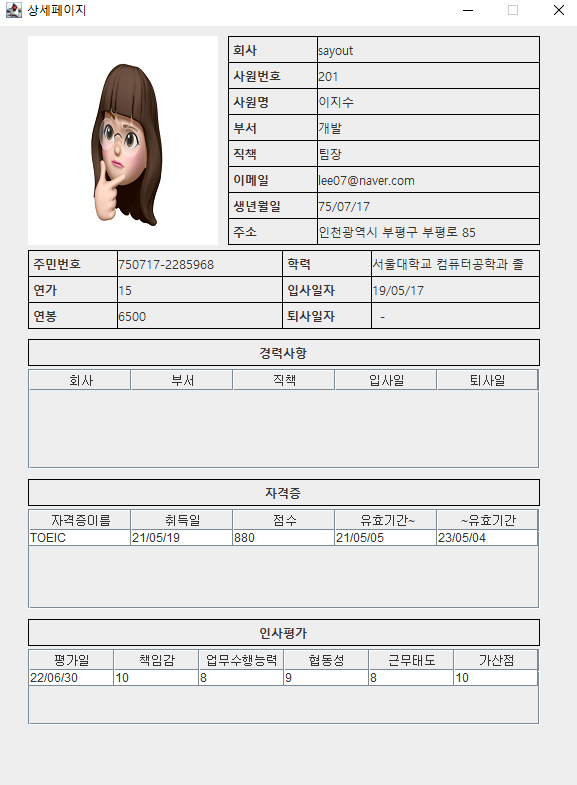 상세페이지
회사 sayout
사원번호 201
사원명 이지수
부서 개발
직책 팀장
이메일 lee07@naver.com
생년월일 75/07/17
주소 인천광역시 부평구 부평로 85
주민번호 750717-2285968 학력 서울대학교 컴퓨터공학과 졸
연가 15 입사일자 19/05/17
연봉 6500 퇴사일자 -
경력사항
회사 부서 직책 입사일 퇴사일
자격증
자격증이름 취득일 점수 유효기간~ ~유효기간
TOEIC 21/05/19 880 21/05/05 23/05/04
인사평가
평가일 책임감 업무수행능력 협동성 근무태도 가산점
22/06/30 10 8 9 8 10